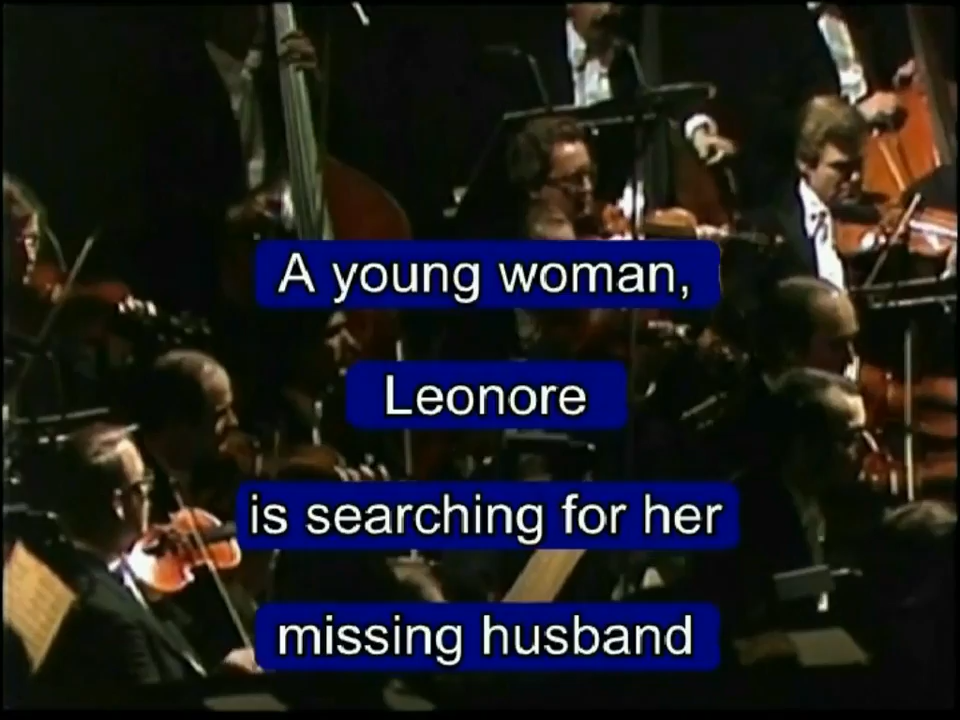 A young woman,
Leonore
is searching for her
missing husband